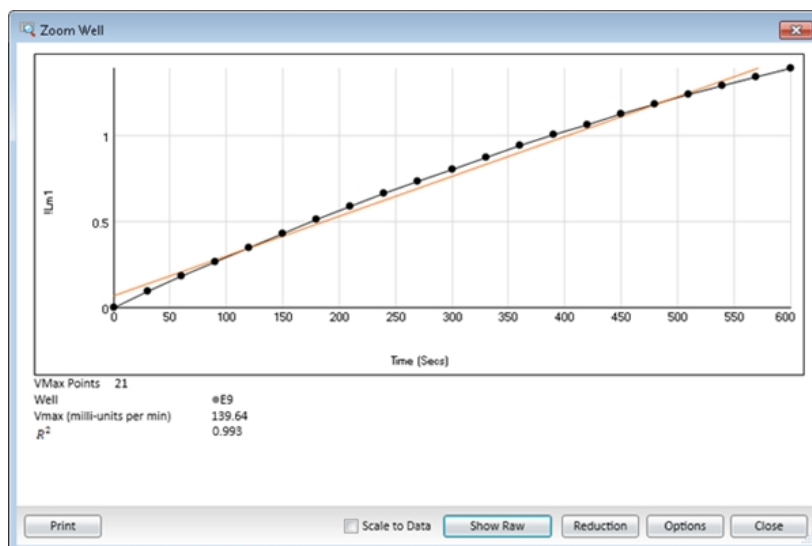 Zoom Well
1
0.5
0
!Lm1
0 50 100 150 200 250 300 350 400 450 500 550 600
Time (Secs)
VMax Points 21
Well ●E9
Vmax (milli-units per min) 139.64
R² 0.993
Print Scale to Data Show Raw Reduction Options Close